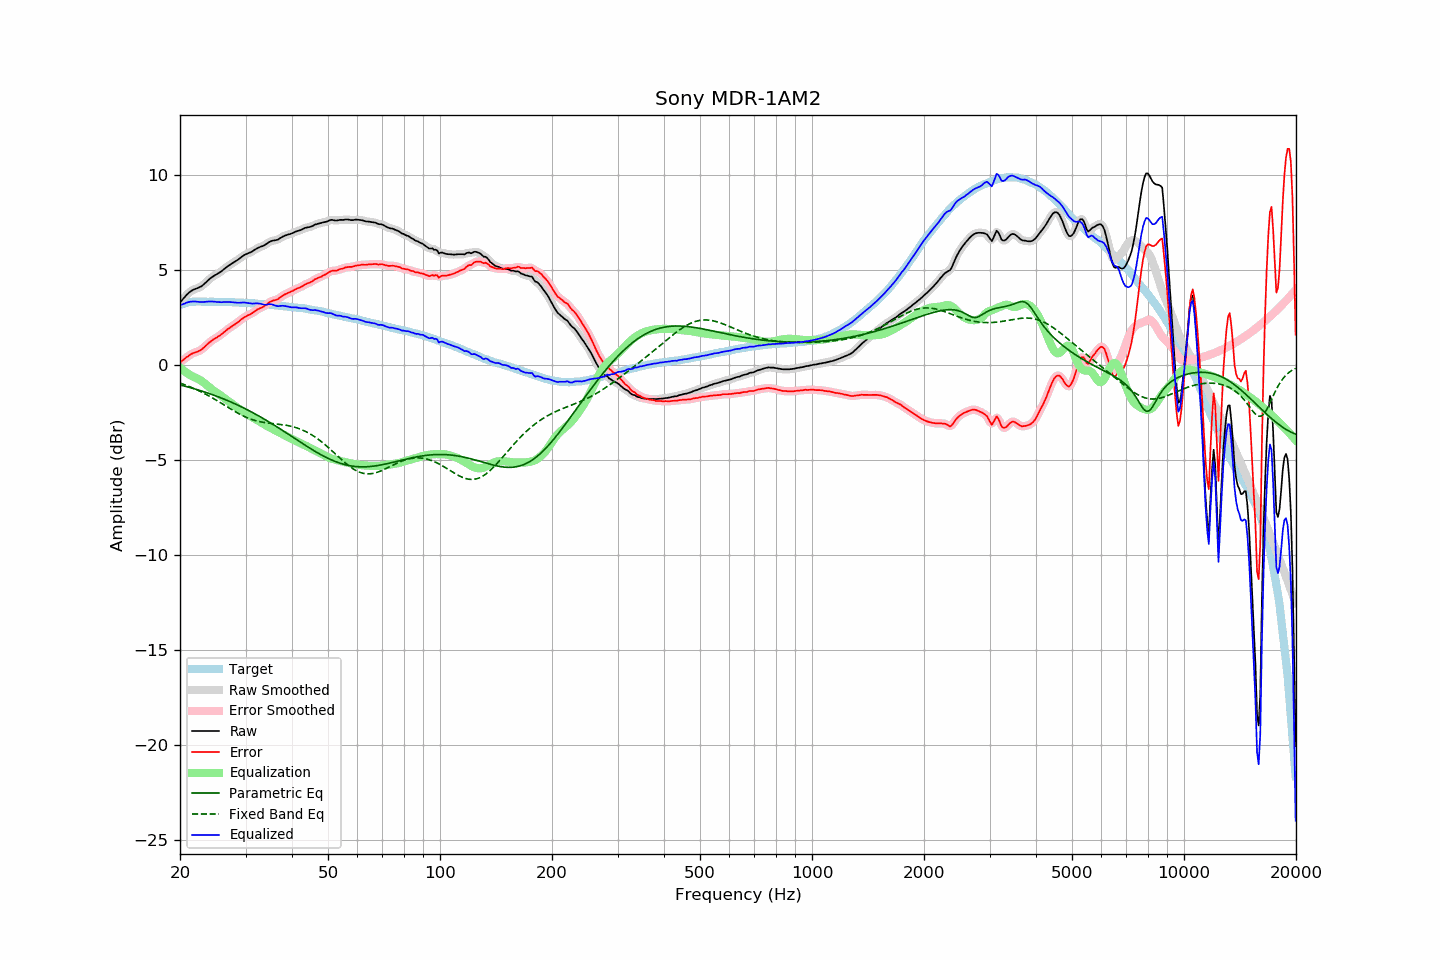 Sony MDR-1AM2
10
5
0
−5
−10
−15
−20
−25
Amplitude (dBr)
Target
Raw Smoothed
Error Smoothed
Raw
Error
Equalization
Parametric Eq
Fixed Band Eq
Equalized
20 50 100 200 500 1000 2000 5000 10000 20000
Frequency (Hz)